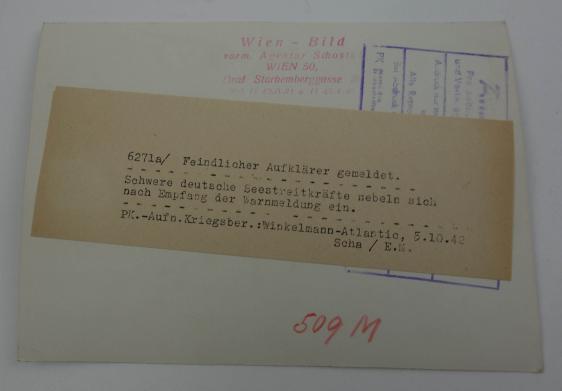 Wien - Bild
vorm. Agentur Schostal
WIEN 50,
Graf Starhemberggasse
6271a/ Feindlicher Aufklärer gemeldet.
Schwere deutsche Seestreitkräfte nebeln sich
nach Empfang der Warnmeldung ein.
PK.-Aufn.Kriegsber.:Winkelmann-Atlantic, 5.10.42
Scha / E.M.
509 M